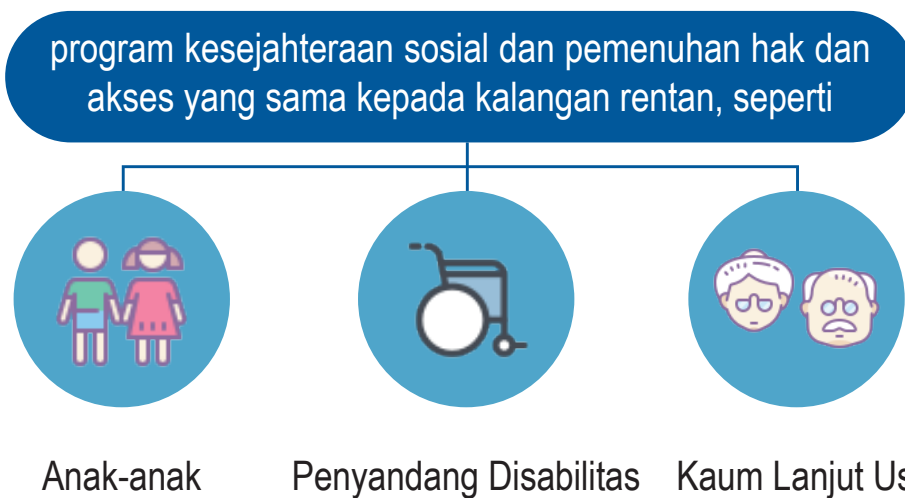 program kesejahteraan sosial dan pemenuhan hak dan
akses yang sama kepada kalangan rentan, seperti
Anak-anak
Penyandang Disabilitas
Kaum Lanjut